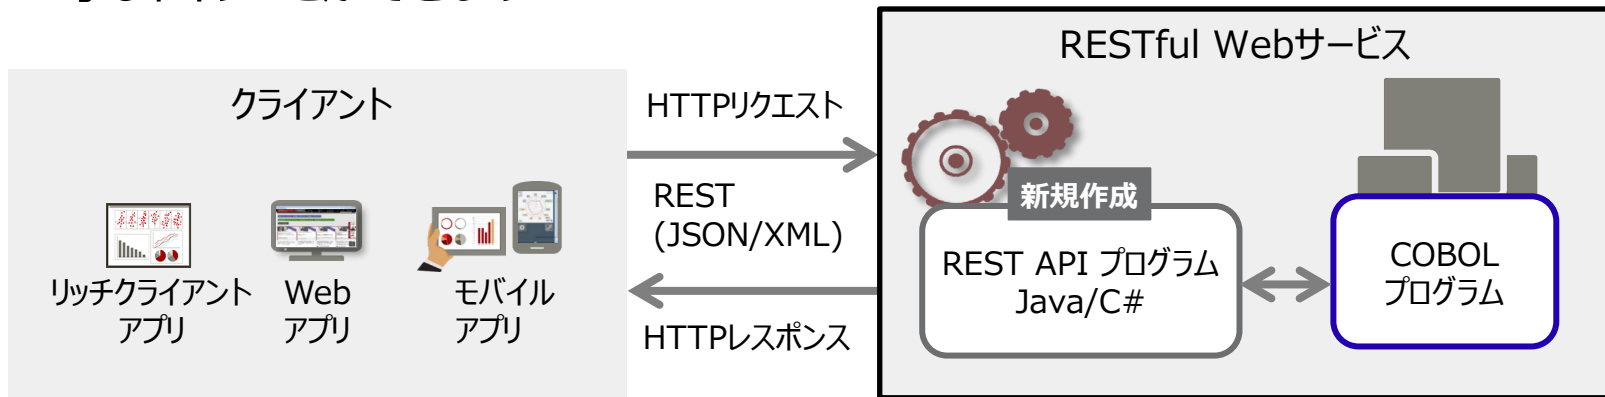 RESTful Webサービス
クライアント
HTTPリクエスト
REST
(JSON/XML)
HTTPレスポンス
リッチクライアント
アプリ
Web
アプリ
モバイル
アプリ
新規作成
REST API プログラム
Java/C#
COBOL
プログラム